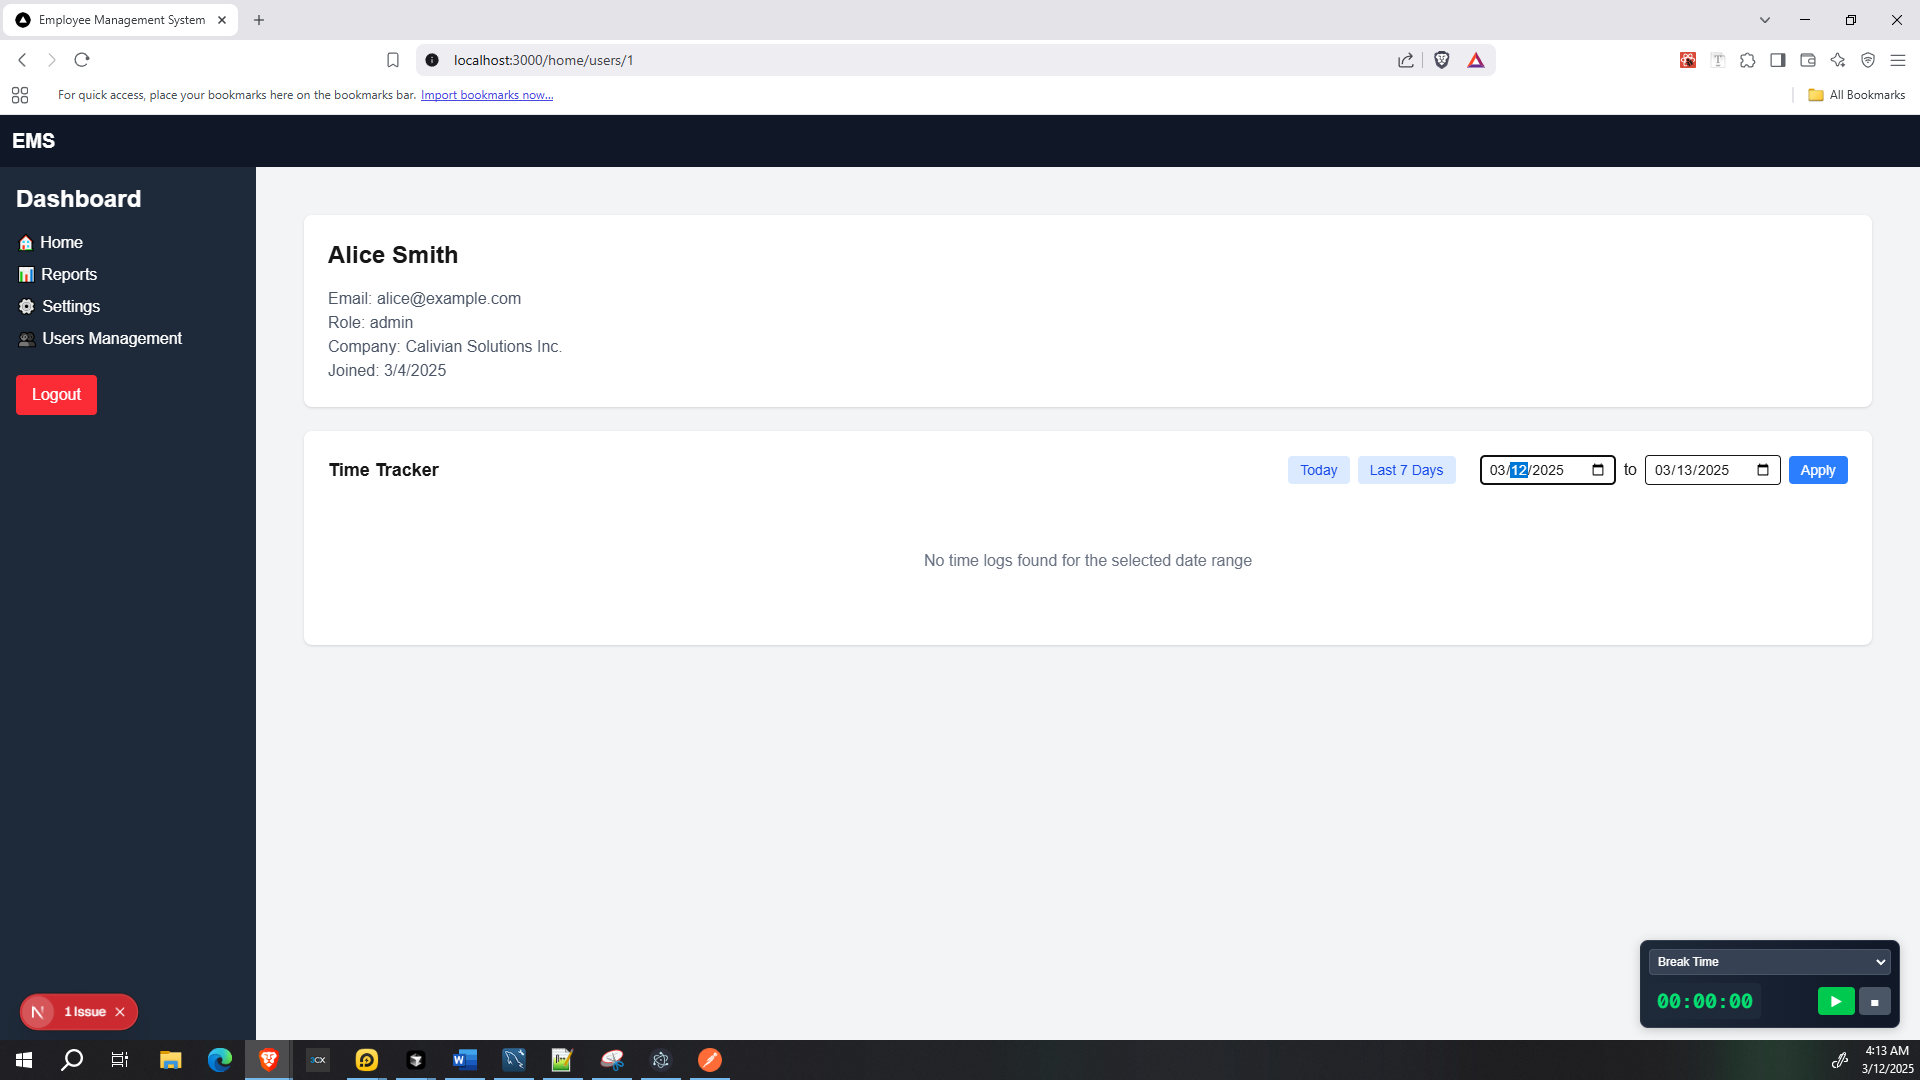 Employee Management System
localhost:3000/home/users/1
For quick access, place your bookmarks here on the bookmarks bar. Import bookmarks now...
All Bookmarks
EMS
Dashboard
Home
Reports
Settings
Users Management
Logout
Alice Smith
Email: alice@example.com
Role: admin
Company: Calivian Solutions Inc.
Joined: 3/4/2025
Time Tracker
Today
Last 7 Days
03/12/2025
to
03/13/2025
Apply
No time logs found for the selected date range
Break Time
00:00:00
N
1 Issue
3CX
W
4:13 AM
3/12/2025